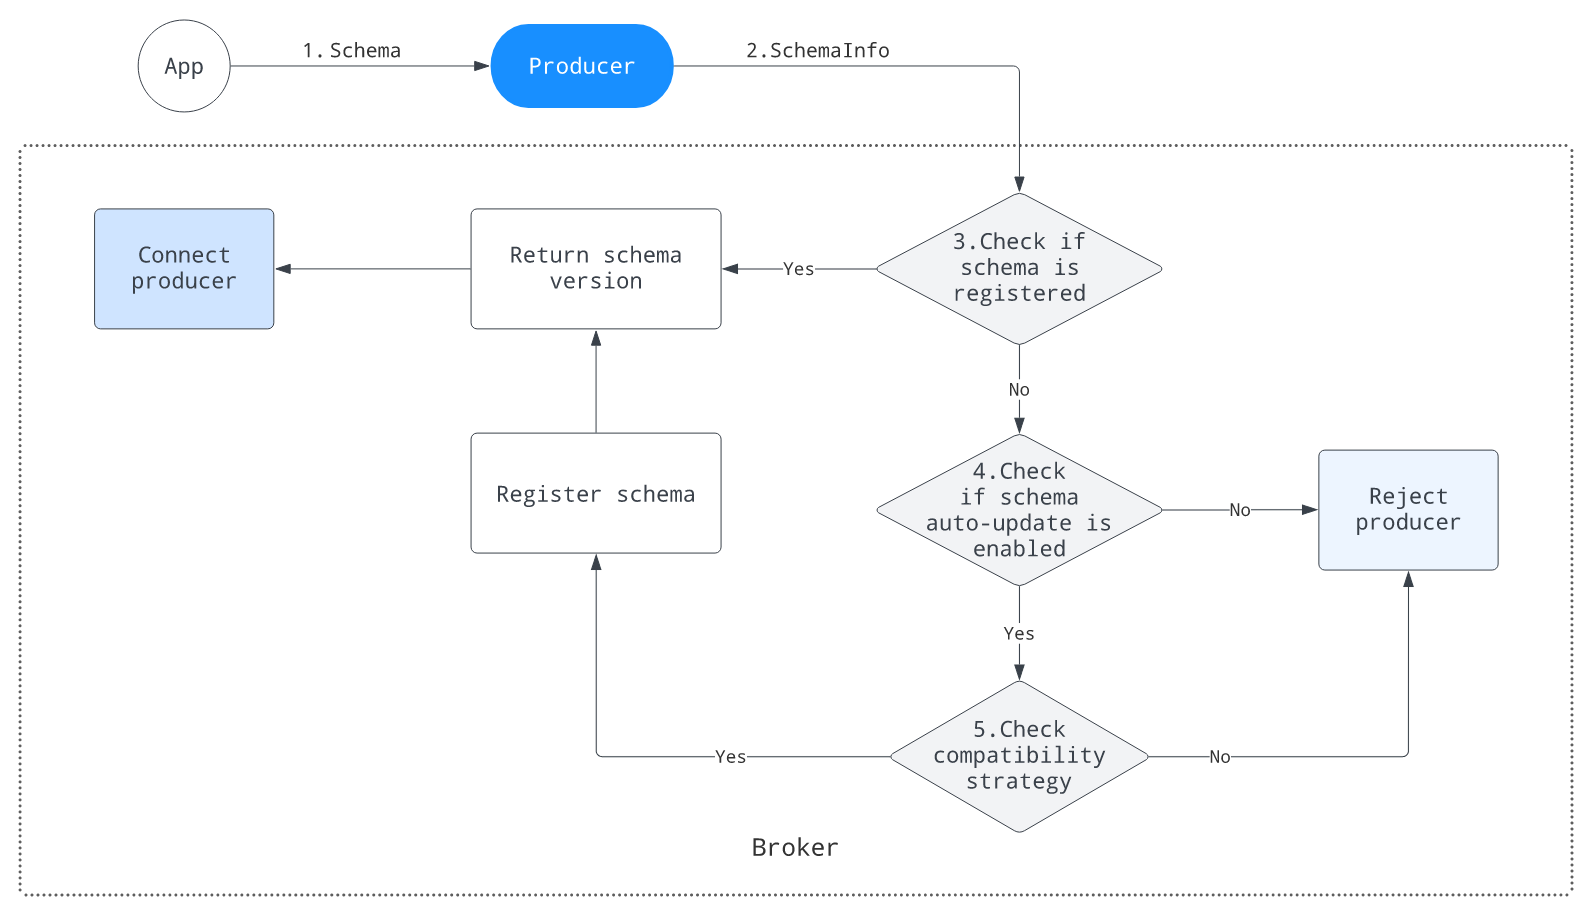 App
1. Schema
Producer
2.SchemaInfo
Connect
producer
Return schema
version
Yes
3.Check if
schema is
registered
No
Register schema
4.Check
if schema
auto-update is
enabled
No
Reject
producer
Yes
Yes
5.Check
compatibility
strategy
No
Broker